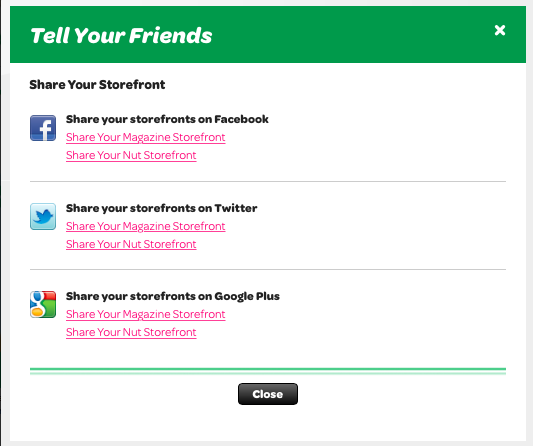 Tell Your Friends
Share Your Storefront
Share your storefronts on Facebook
Share Your Magazine Storefront
Share Your Nut Storefront
Share your storefronts on Twitter
Share Your Magazine Storefront
Share Your Nut Storefront
Share your storefronts on Google Plus
Share Your Magazine Storefront
Share Your Nut Storefront
Close